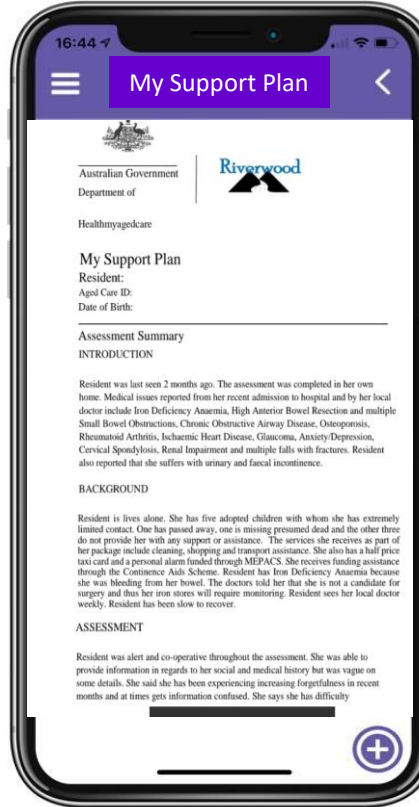 16:44
My Support Plan
Australian Government
Riverwood
Department of
Healthmyagedcare
My Support Plan
Resident:
Aged Care ID:
Date of Birth:
Assessment Summary
INTRODUCTION
Resident was last seen 2 months ago. The assessment was completed in her own
home. Medical issues reported from her recent admission to hospital and by her local
doctor include Iron Deficiency Anaemia, High Anterior Bowel Resection and multiple
Small Bowel Obstructions, Chronic Obstructive Airway Disease, Osteoporosis,
Rheumatoid Arthritis, Ischaemic Heart Disease, Glaucoma, Anxiety/Depression,
Cervical Spondylosis, Renal Impairment and multiple falls with fractures. Resident
also reported that she suffers with urinary and faecal incontinence.
BACKGROUND
Resident is lives alone. She has five adopted children with whom she has extremely
limited contact. One has passed away, one is missing presumed dead and the other three
do not provide her with any support or assistance. The services she receives as part of
her package include cleaning, shopping and transport assistance. She also has a half price
taxi card and a personal alarm funded through MEPACS. She receives funding assistance
through the Continence Aids Scheme. Resident has Iron Deficiency Anaemia because
she was bleeding from her bowel. The doctors told her that she is not a candidate for
surgery and thus her iron stores will require monitoring. Resident sees her local doctor
weekly. Resident has been slow to recover.
ASSESSMENT
Resident was alert and co-operative throughout the assessment. She was able to
provide information in regards to her social and medical history but was vague on
some details. She said she has been experiencing increasing forgetfulness in recent
months and at times gets information confused. She says she has difficulty